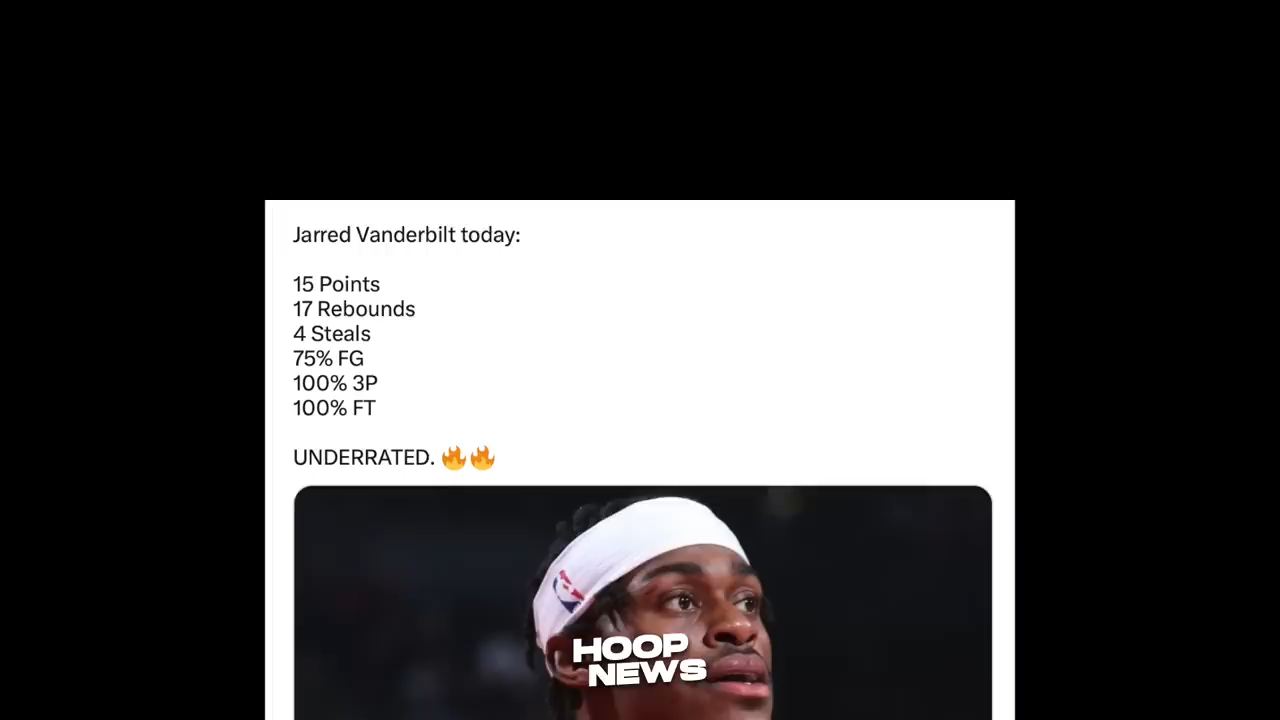 Jarred Vanderbilt today:
15 Points
17 Rebounds
4 Steals
75% FG
100% 3P
100% FT
UNDERRATED. 🔥🔥
HOOP
NEWS